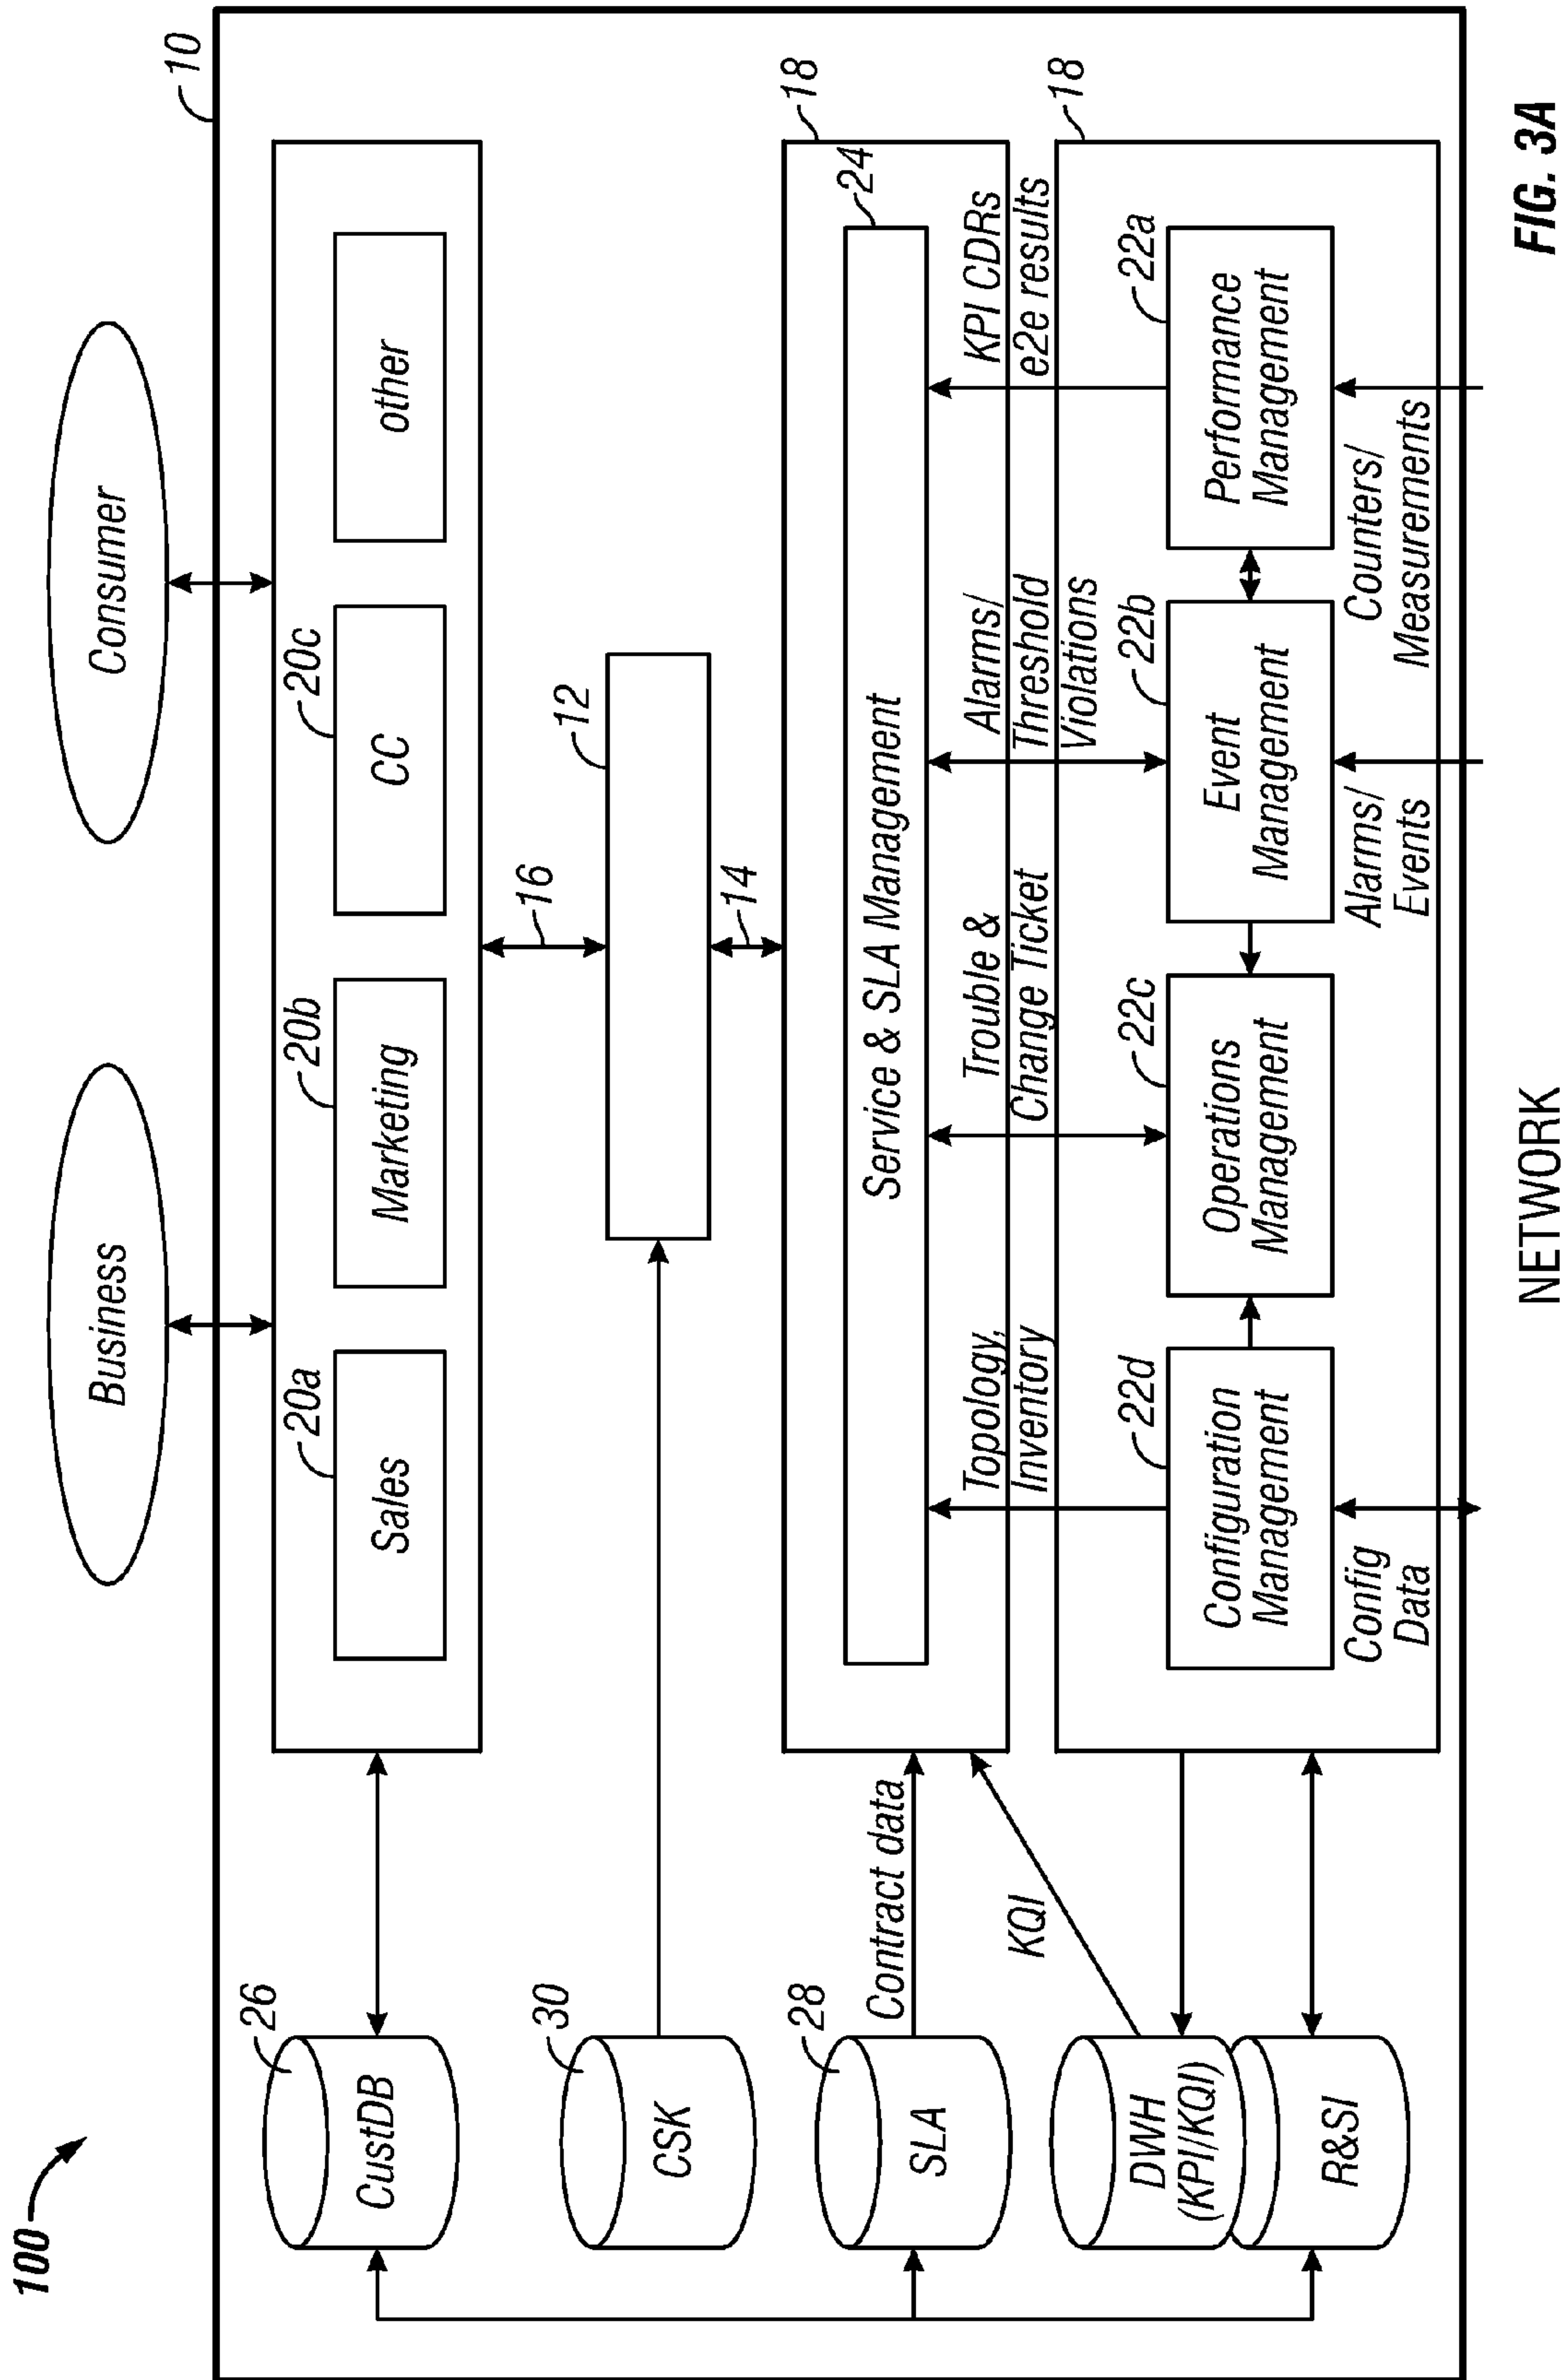 100
Business
Consumer
10
26
CustDB
20a
Sales
20b
Marketing
20c
CC
other
30
CSK
16
12
14
28
SLA
Contract data
18
24
Service & SLA Management
KQI
Topology,
Inventory
Trouble &
Change Ticket
Alarms/
Threshold
Violations
KPI CDRs
e2e results
18
DWH
(KPI/KQI)
R&SI
22d
Configuration
Management
22c
Operations
Management
22b
Event
Management
22a
Performance
Management
Config
Data
Alarms/
Events
Counters/
Measurements
NETWORK
FIG. 3A